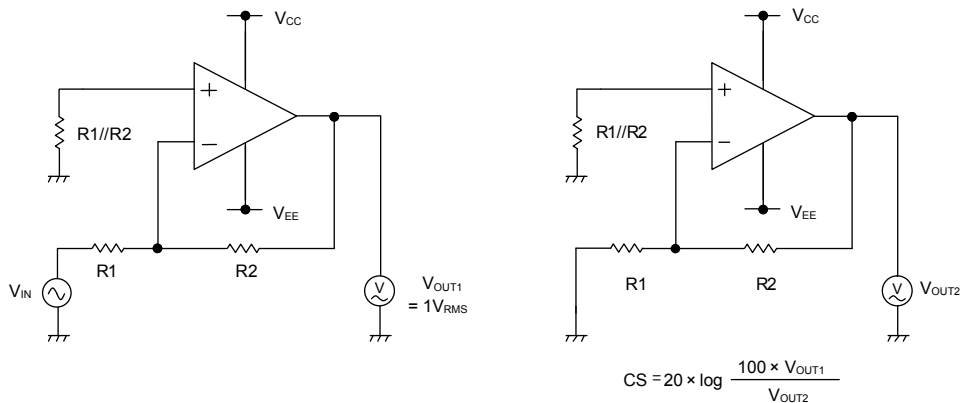 VCC
+
R1//R2
−
VEE
R1
R2
VIN
V
VOUT1
= 1VRMS
VCC
+
R1//R2
−
VEE
R1
R2
V
VOUT2
CS = 20 × log 100 × VOUT1
VOUT2